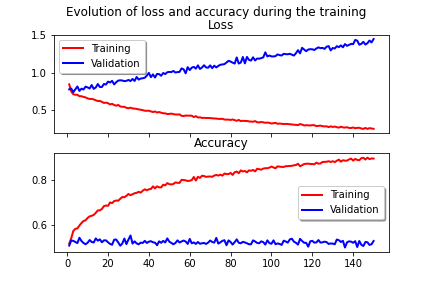 Evolution of loss and accuracy during the training
Loss
1.5
1.0
0.5
Training
Validation
Accuracy
0.8
0.6
Training
Validation
0 20 40 60 80 100 120 140